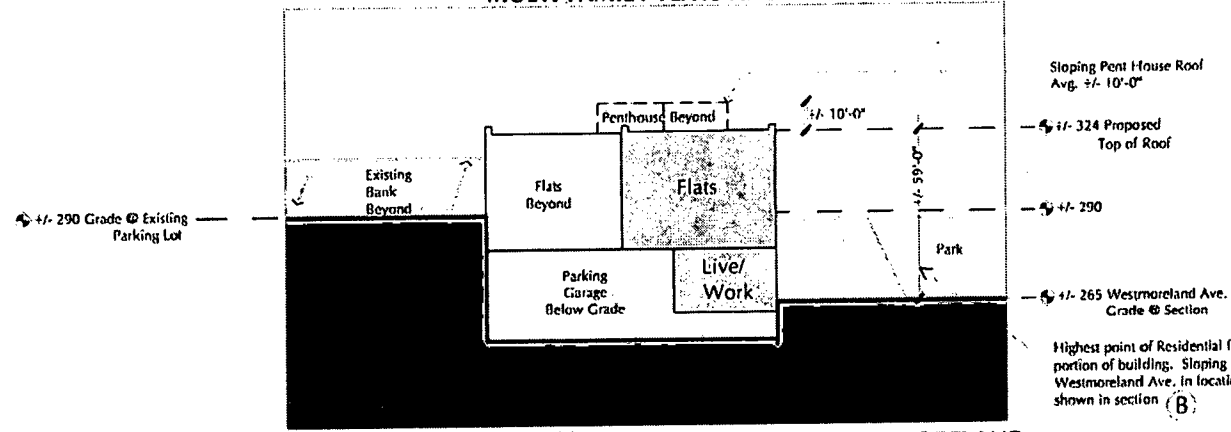 Sloping Pent House Roof
Avg. +/- 10'-0"
+/- 10'-0"
Penthouse Beyond
+/- 324 Proposed
Top of Roof
+/- 59'-0"
Existing
Bank
Beyond
Flats
Beyond
Flats
+/- 290 Grade @ Existing
Parking Lot
+/- 290
Park
Live/
Work
Parking
Garage
Below Grade
+/- 265 Westmoreland Ave.
Grade @ Section
Highest point of Residential
portion of building. Sloping
Westmoreland Ave. in
shown in section B